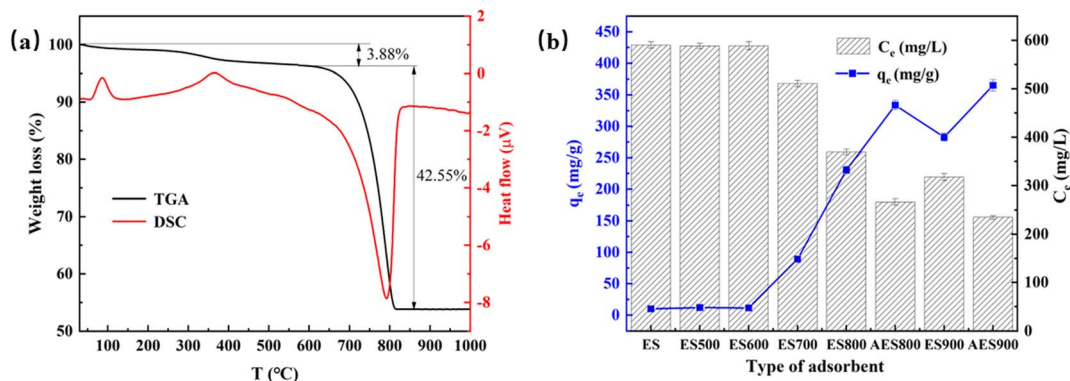 (a)
100
90
80
70
60
50
Weight loss (%)
3.88%
42.55%
TGA
DSC
2
0
-2
-4
-6
-8
Heat flow (μV)
100 200 300 400 500 600 700 800 900 1000
T (°C)
(b)
450
400
350
300
250
200
150
100
50
0
qe (mg/g)
Ce (mg/L)
qe (mg/g)
600
500
400
300
200
100
0
Ce (mg/L)
ES ES500 ES600 ES700 ES800 AES800 ES900 AES900
Type of adsorbent